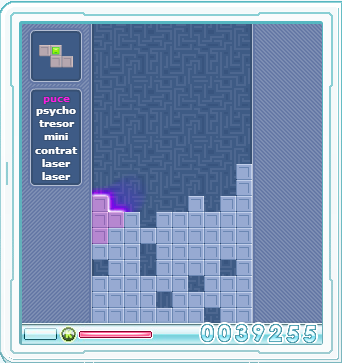 puce
psycho
tresor
mini
contrat
laser
laser
0039255